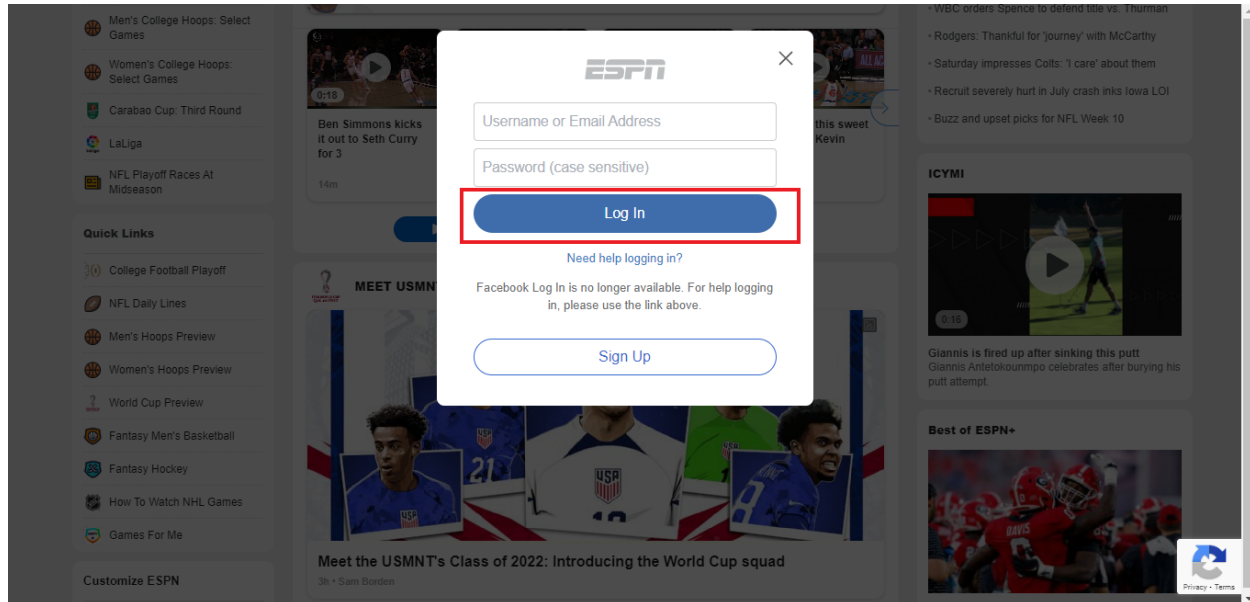 Men's College Hoops: Select
Games
Women's College Hoops:
Select Games
Carabao Cup: Third Round
LaLiga
NFL Playoff Races At
Midseason
Quick Links
College Football Playoff
NFL Daily Lines
Men's Hoops Preview
Women's Hoops Preview
World Cup Preview
Fantasy Men's Basketball
Fantasy Hockey
How To Watch NHL Games
Games For Me
Customize ESPN
0:18
Ben Simmons kicks
it out to Seth Curry
for 3
14m
this sweet
Kevin
MEET USMN
21
USA
USA
Meet the USMNT's Class of 2022: Introducing the World Cup squad
3h • Sam Borden
ESPN
Username or Email Address
Password (case sensitive)
Log In
Need help logging in?
Facebook Log In is no longer available. For help logging
in, please use the link above.
Sign Up
• WBC orders Spence to defend title vs. Thurman
• Rodgers: Thankful for 'journey' with McCarthy
• Saturday impresses Colts: 'I care' about them
• Recruit severely hurt in July crash inks Iowa LOI
• Buzz and upset picks for NFL Week 10
ICYMI
0:16
Giannis is fired up after sinking this putt
Giannis Antetokounmpo celebrates after burying his
putt attempt.
Best of ESPN+
DAVIS
Privacy - Terms